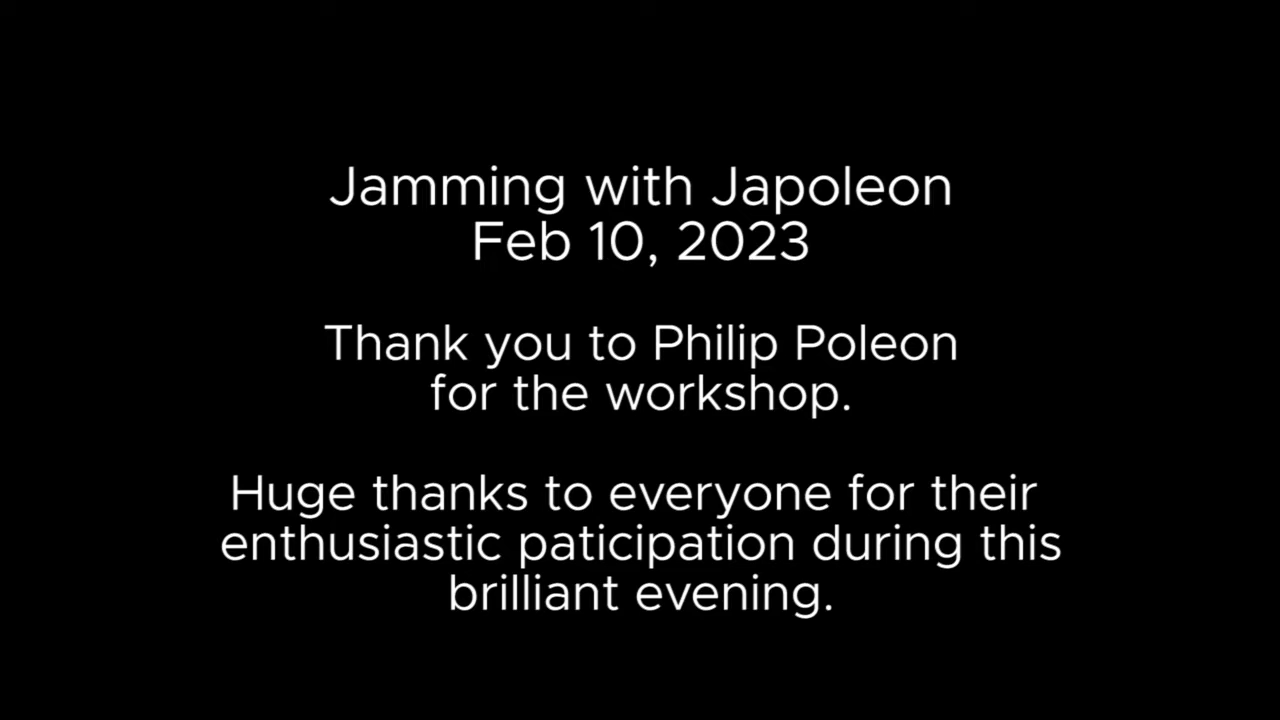 Jamming with Japoleon
Feb 10, 2023
Thank you to Philip Poleon
for the workshop.
Huge thanks to everyone for their
enthusiastic paticipation during this
brilliant evening.